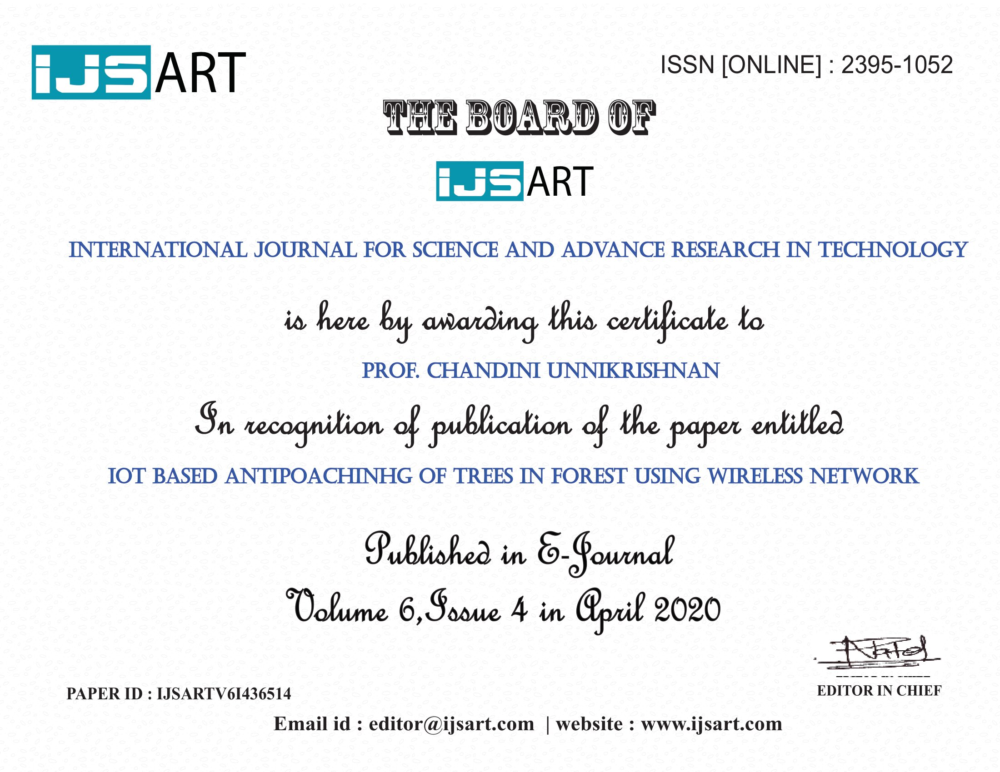 IJSART
ISSN [ONLINE] : 2395-1052
THE BOARD OF
IJSART
INTERNATIONAL JOURNAL FOR SCIENCE AND ADVANCE RESEARCH IN TECHNOLOGY
is here by awarding this certificate to
PROF. CHANDINI UNNIKRISHNAN
In recognition of publication of the paper entitled
IOT BASED ANTIPOACHINHG OF TREES IN FOREST USING WIRELESS NETWORK
Published in E-Journal
Volume 6,Issue 4 in April 2020
PAPER ID : IJSARTV6I436514
EDITOR IN CHIEF
Email id : editor@ijsart.com | website : www.ijsart.com